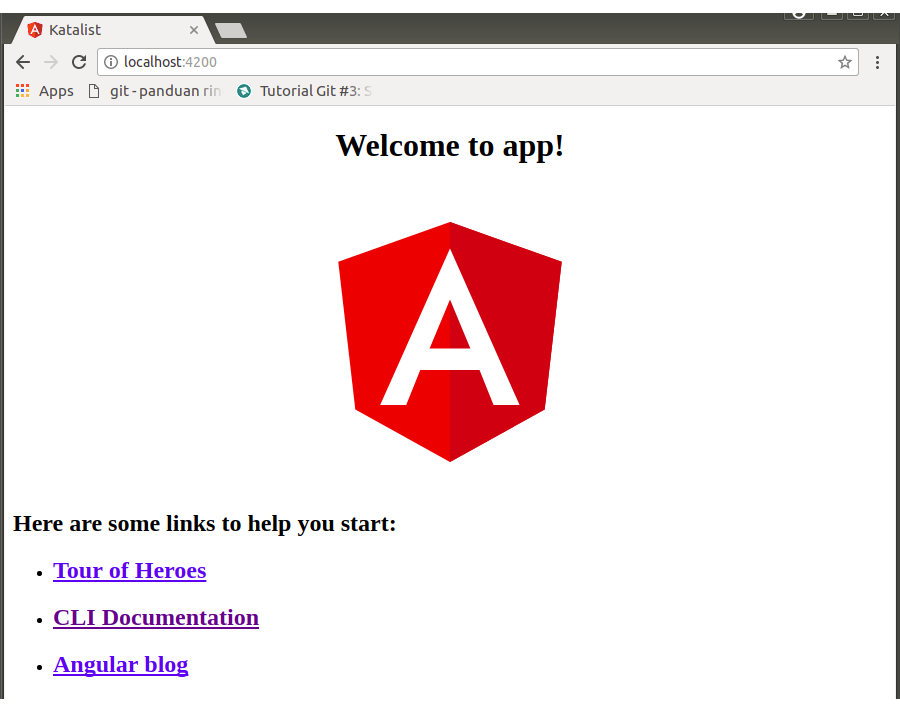 Katalist
localhost:4200
Apps git - panduan rin Tutorial Git #3: S
Welcome to app!
A
Here are some links to help you start:
Tour of Heroes
CLI Documentation
Angular blog